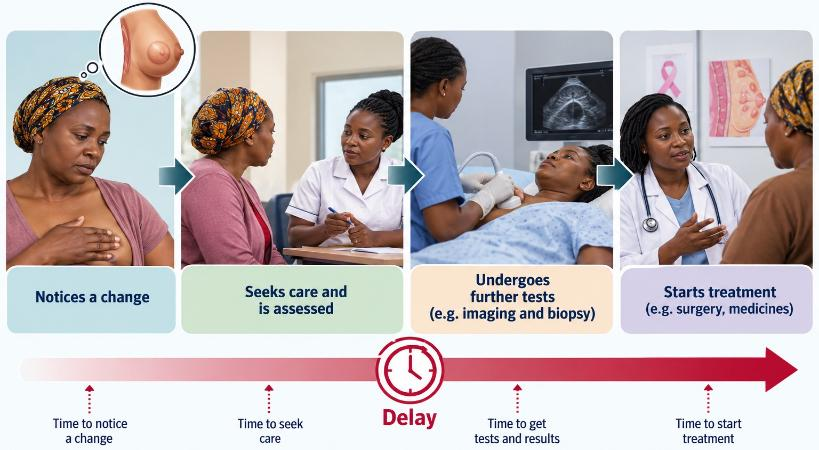 Notices a change
Seeks care and
is assessed
Undergoes
further tests
(e.g. imaging and biopsy)
Starts treatment
(e.g. surgery, medicines)
Delay
Time to notice
a change
Time to seek
care
Time to get
tests and results
Time to start
treatment